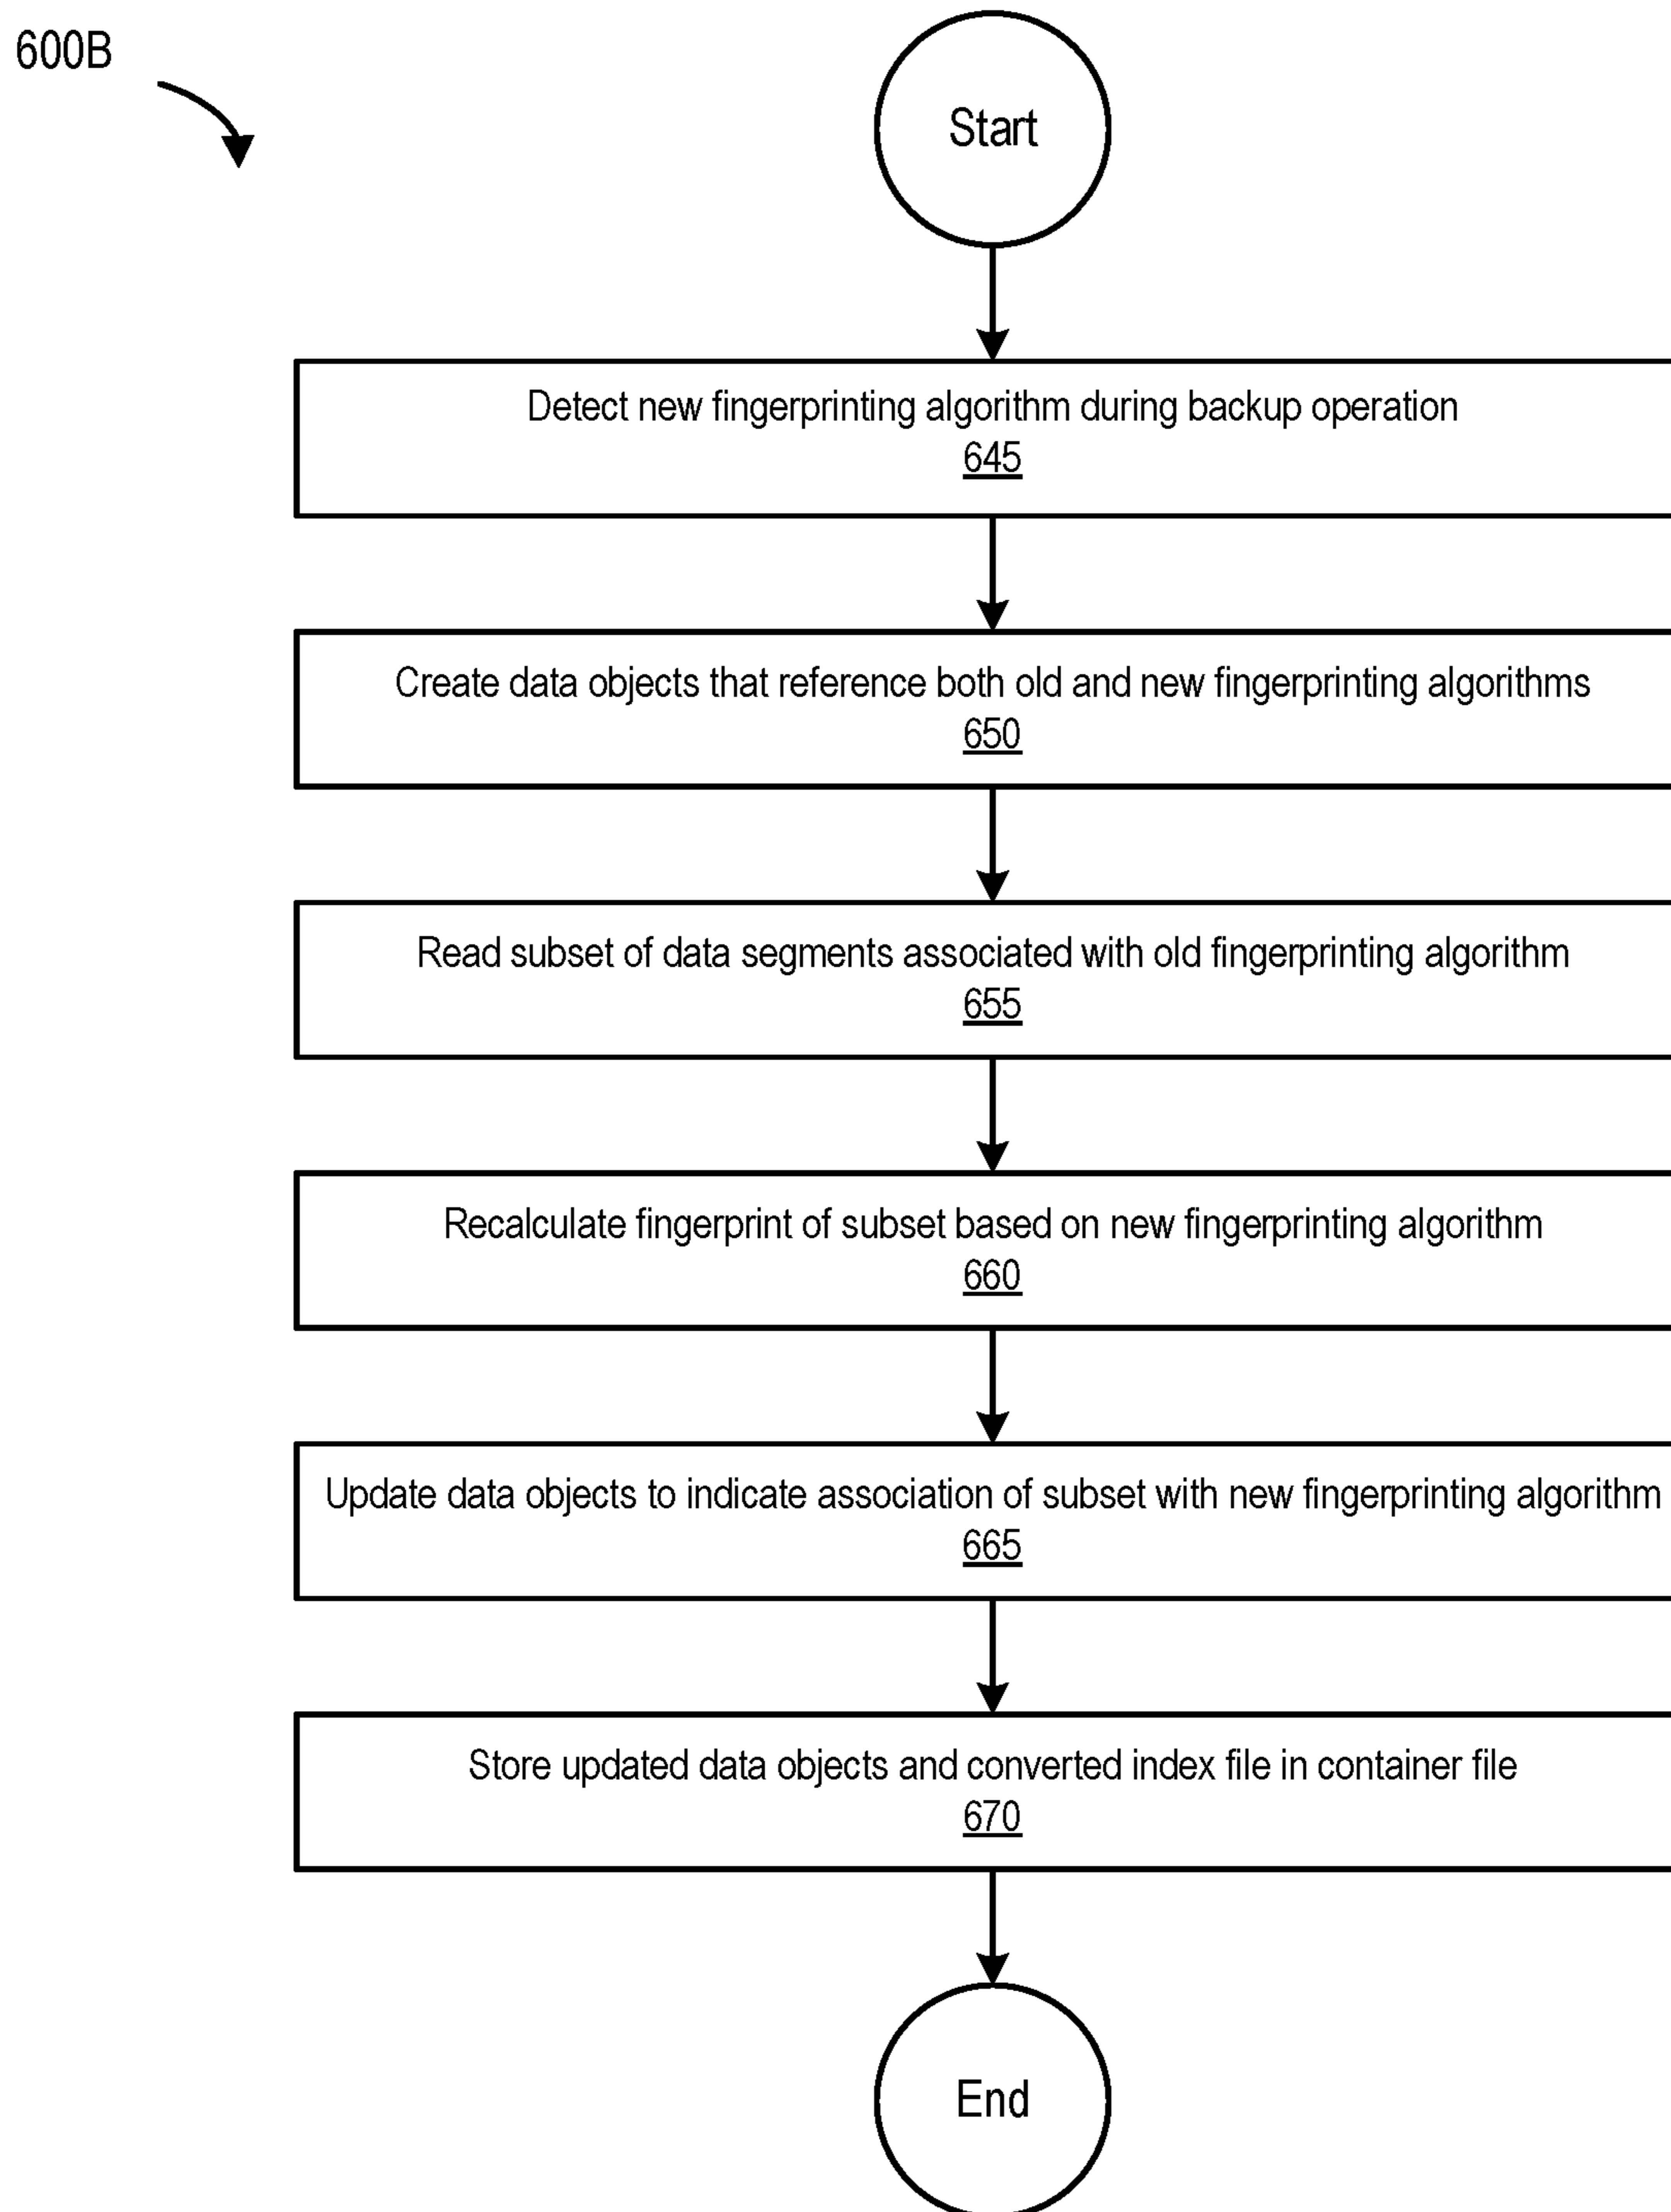 600B
Start
Detect new fingerprinting algorithm during backup operation
645
Create data objects that reference both old and new fingerprinting algorithms
650
Read subset of data segments associated with old fingerprinting algorithm
655
Recalculate fingerprint of subset based on new fingerprinting algorithm
660
Update data objects to indicate association of subset with new fingerprinting algorithm
665
Store updated data objects and converted index file in container file
670
End